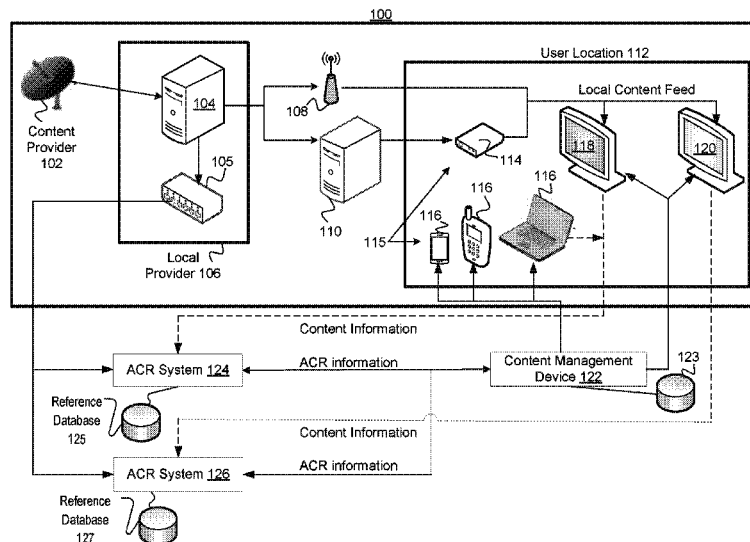 100
User Location 112
Local Content Feed
104
108
118
120
Content
Provider
102
105
114
116
116
116
110
115
Local
Provider 106
Content Information
123
ACR System 124
ACR information
Content Management
Device 122
Reference
Database
125
Content Information
ACR System 126
ACR information
Reference
Database
127